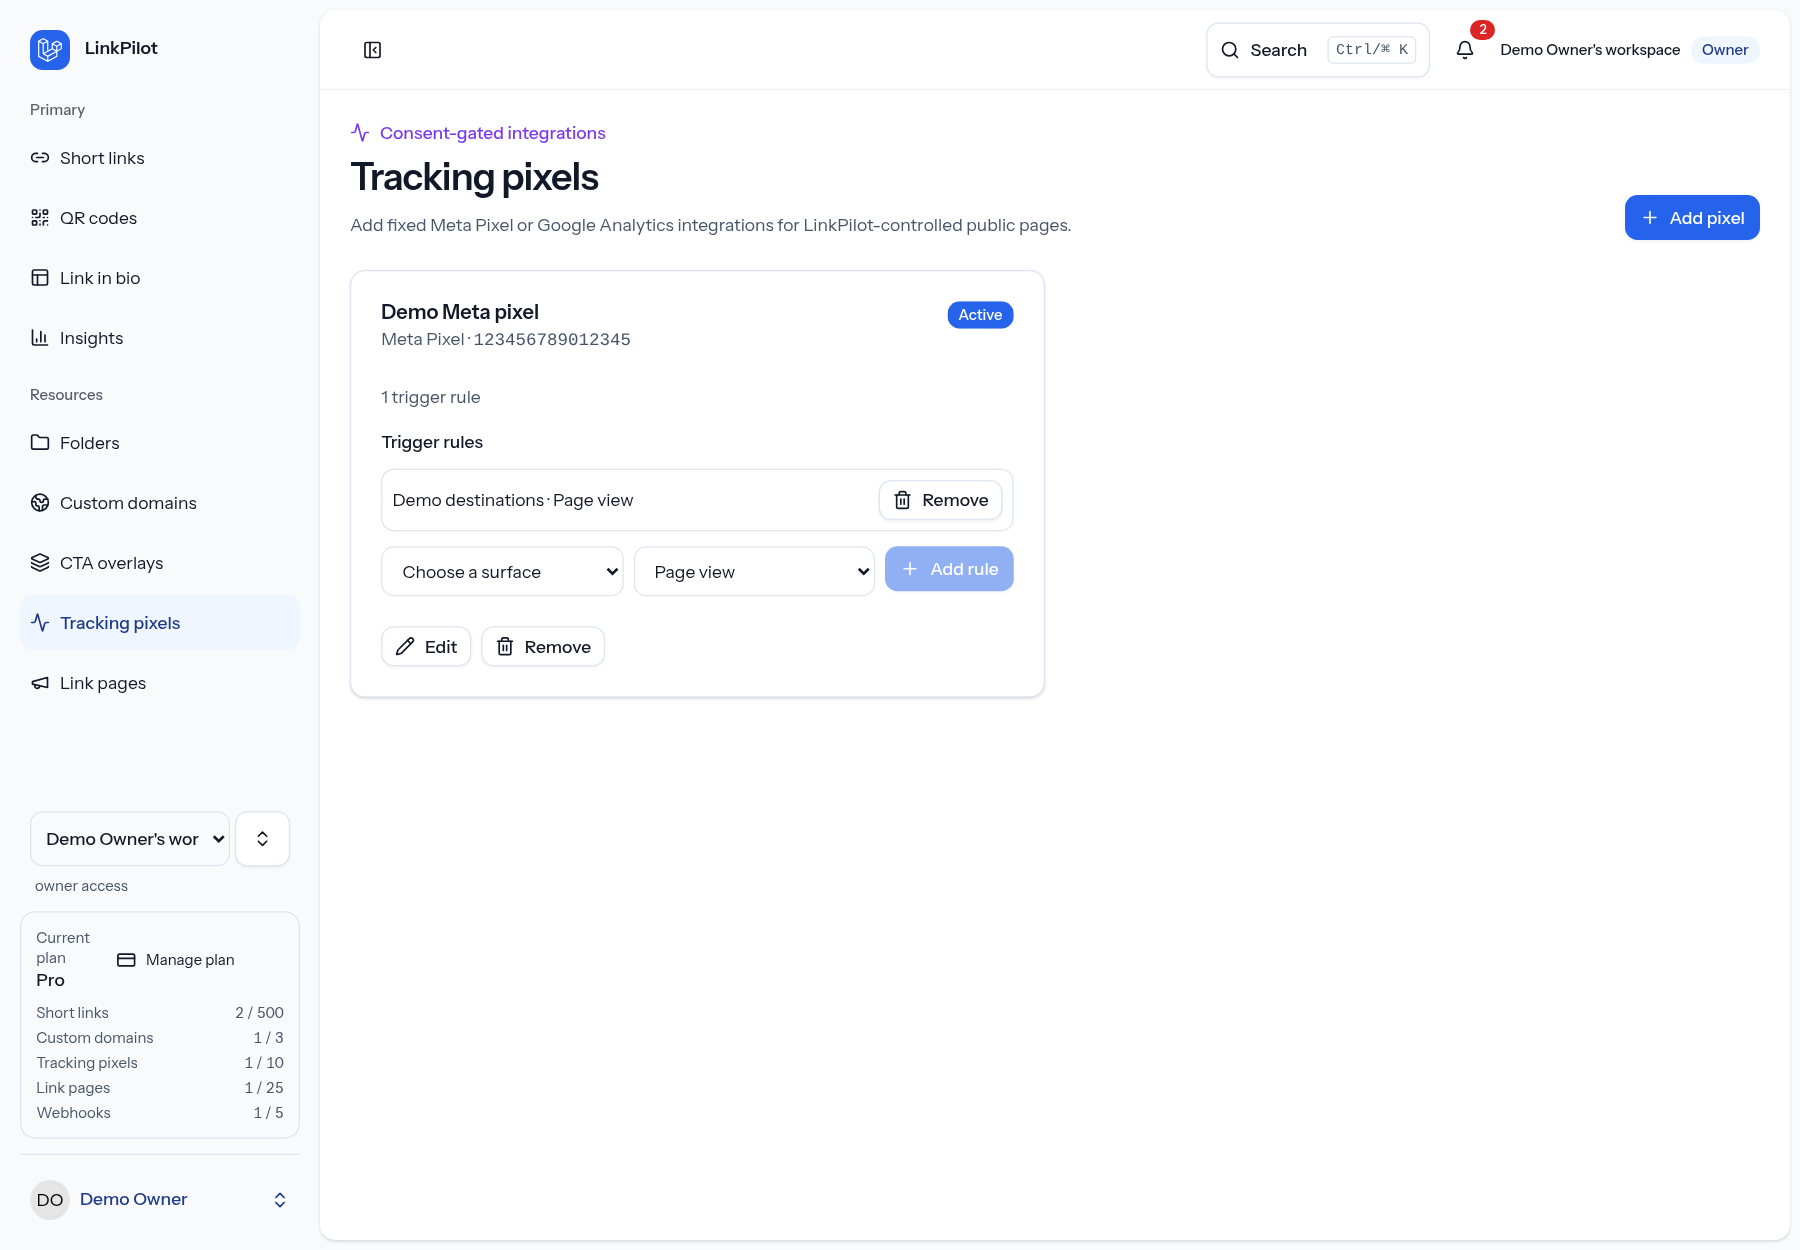 LinkPilot
Primary
Short links
QR codes
Link in bio
Insights
Resources
Folders
Custom domains
CTA overlays
Tracking pixels
Link pages
Demo Owner's wor
owner access
Current plan
Pro
Manage plan
Short links 2 / 500
Custom domains 1 / 3
Tracking pixels 1 / 10
Link pages 1 / 25
Webhooks 1 / 5
DO Demo Owner
Search Ctrl/⌘ K
2
Demo Owner's workspace Owner
Consent-gated integrations
Tracking pixels
Add fixed Meta Pixel or Google Analytics integrations for LinkPilot-controlled public pages.
Add pixel
Demo Meta pixel
Active
Meta Pixel · 123456789012345
1 trigger rule
Trigger rules
Demo destinations · Page view Remove
Choose a surface Page view Add rule
Edit Remove